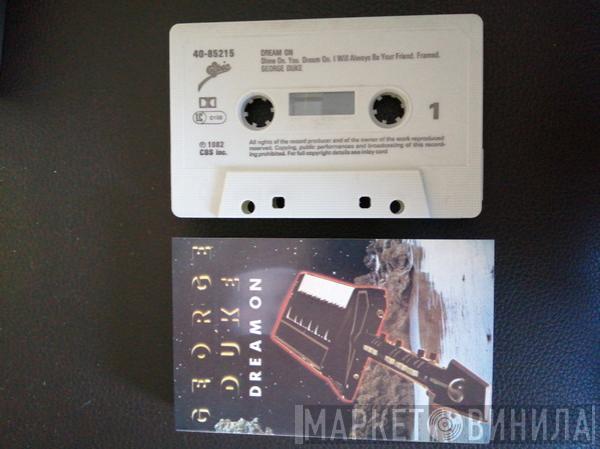 40-85215
DREAM ON
Shine On. You. Dream On. I Will Always Be Your Friend. Framed.
GEORGE DUKE
Epic
1
℗ 1982
CBS Inc.
All rights of the record producer and of the owner of the work reproduced
reserved. Copying, public performances and broadcasting of this record-
ing prohibited. For full copyright details see inlay card
GEORGE
DUKE
DREAM ON
МАРКЕТ ВИНИЛА